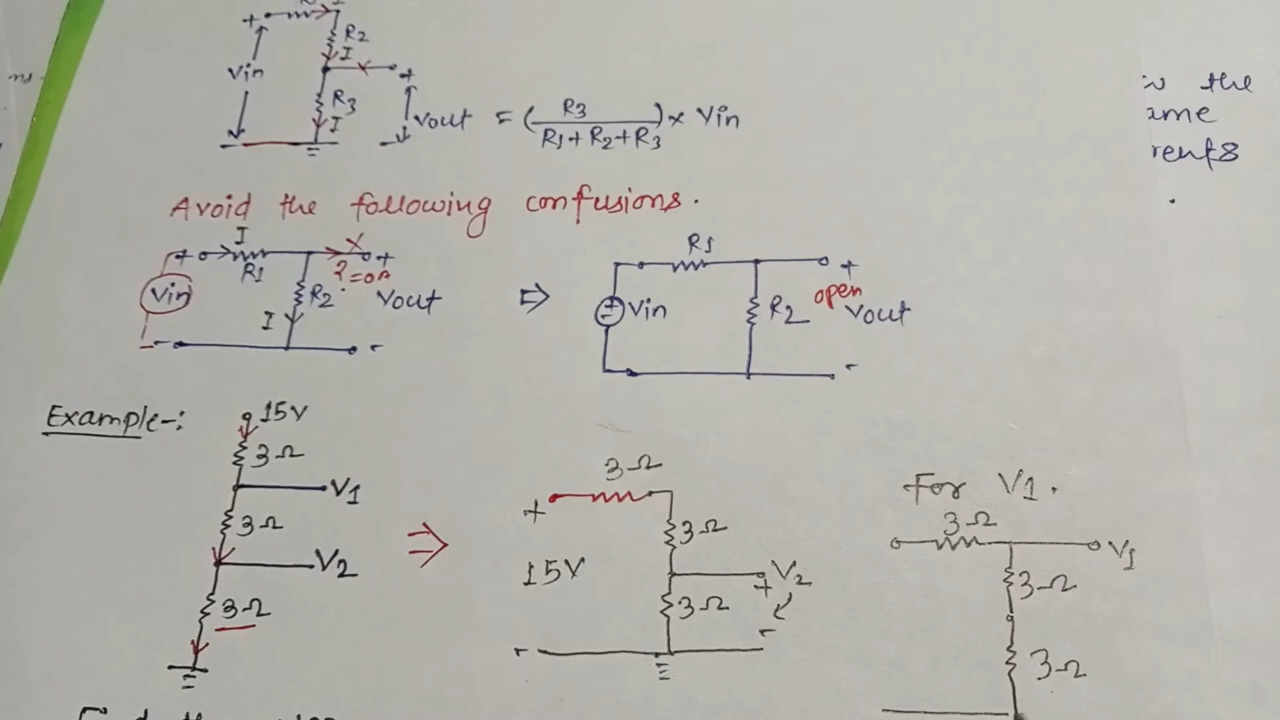 +
R2
I
Vin
+
R3
I
Vout = (R3 / R1+R2+R3) × Vin
the
rents
Avoid the following confusions.
I
+
R1
X
+
?=0A
Vin
R2
Vout
I
-
-
⇒
R1
+
Vin
R2
open
Vout
-
Example-:
15V
3Ω
V1
3Ω
V2
3Ω
⇒
3Ω
+
3Ω
15V
V2
+
3Ω
-
-
For V1.
3Ω
V1
3Ω
3Ω